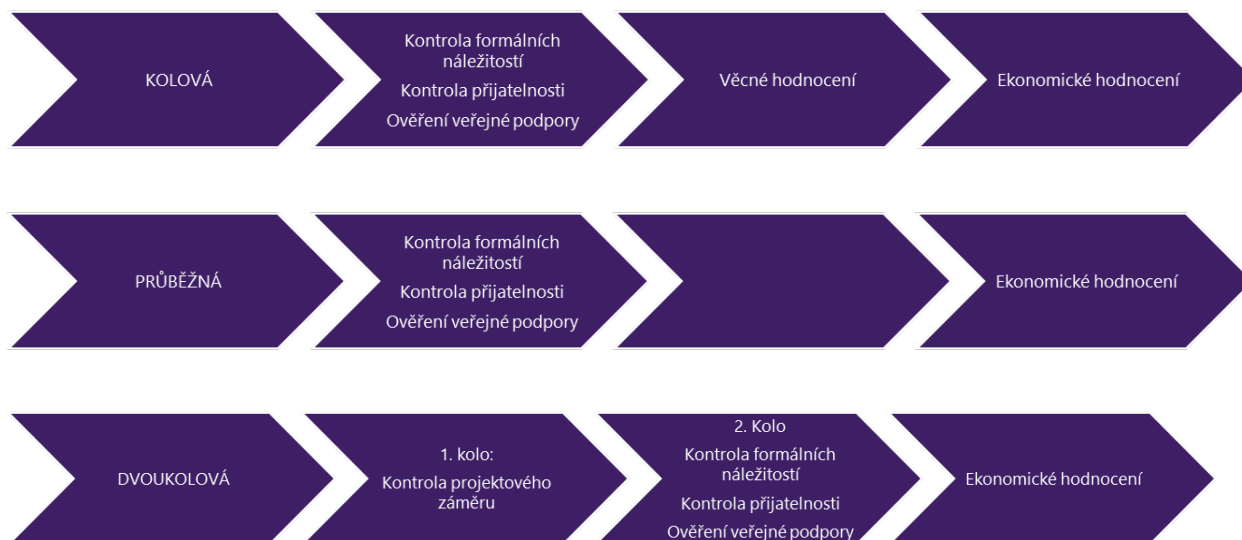 KOLOVÁ
Kontrola formálních
náležitostí
Kontrola přijatelnosti
Ověření veřejné podpory
Věcné hodnocení
Ekonomické hodnocení
PRŮBĚŽNÁ
Kontrola formálních
náležitostí
Kontrola přijatelnosti
Ověření veřejné podpory
Ekonomické hodnocení
DVOUKOLOVÁ
1. kolo:
Kontrola projektového
záměru
2. Kolo
Kontrola formálních
náležitostí
Kontrola přijatelnosti
Ověření veřejné podpory
Ekonomické hodnocení